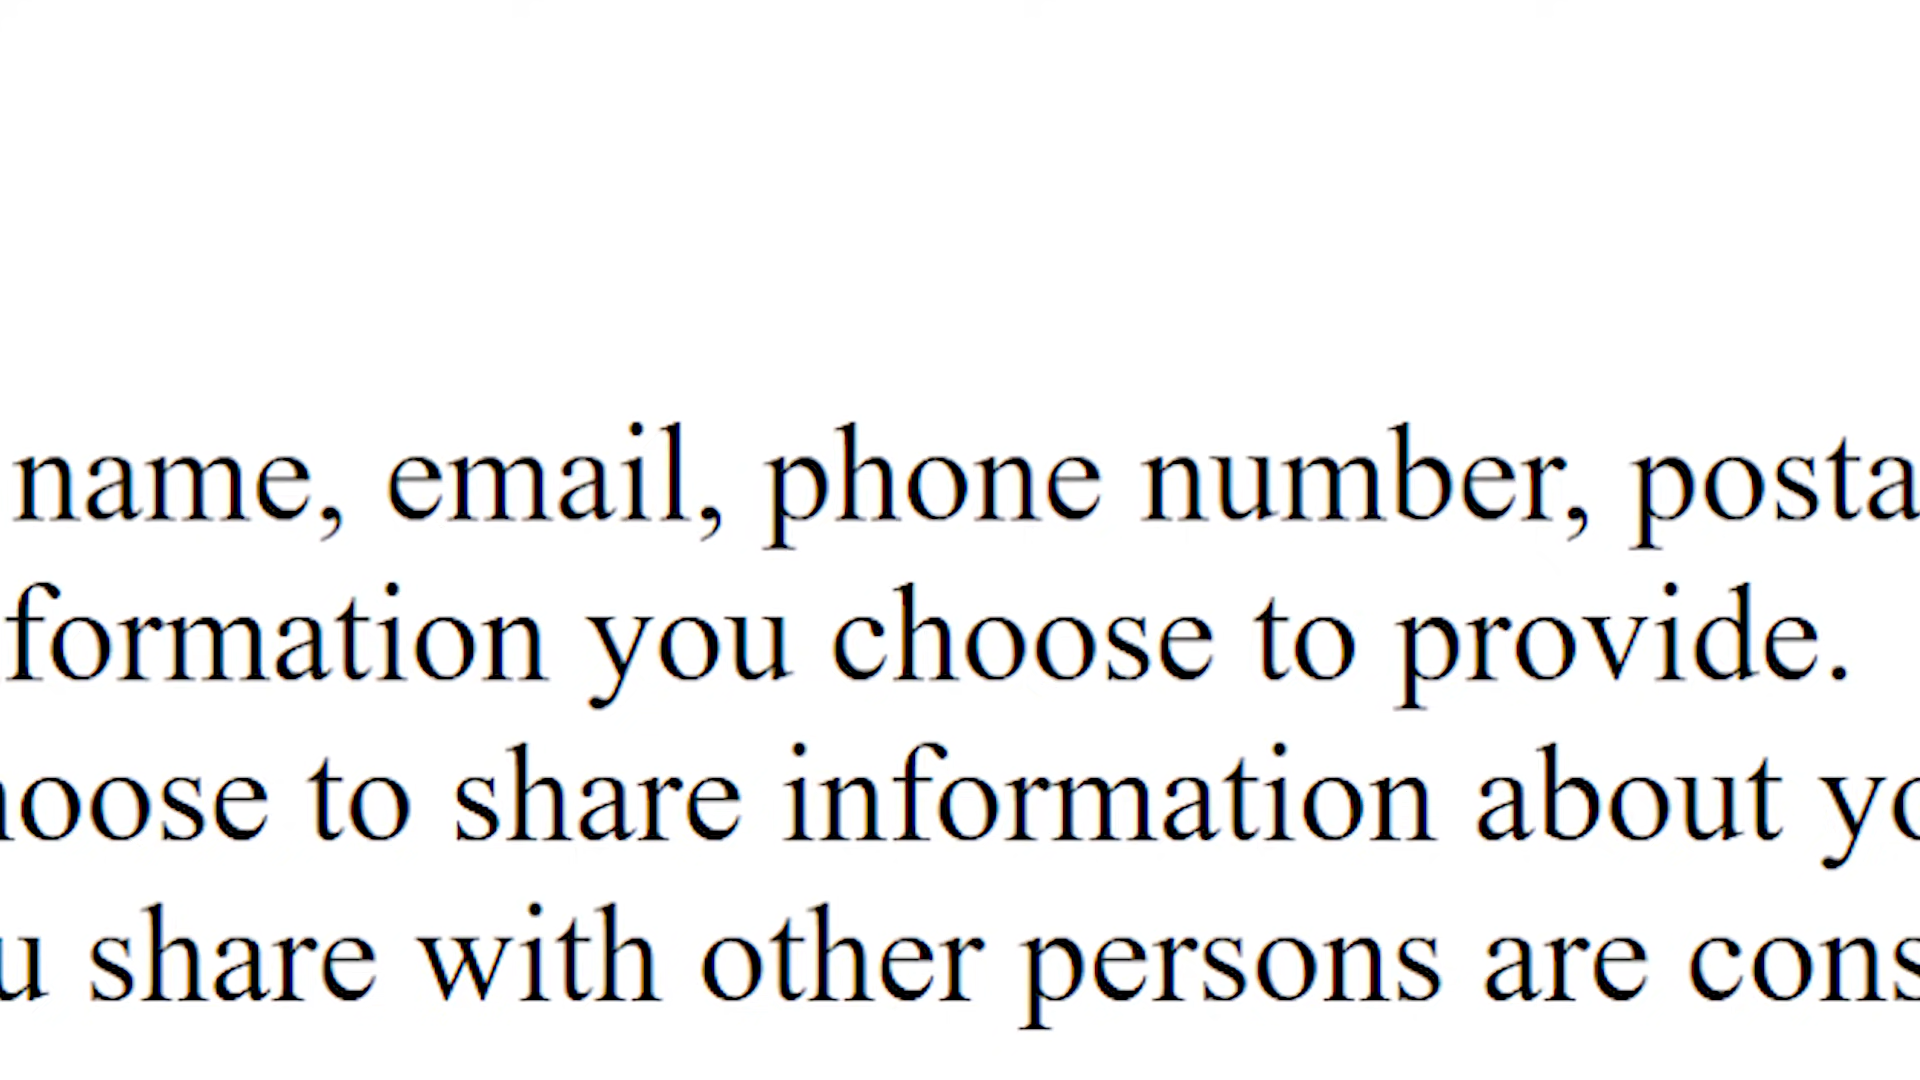 name, email, phone number, posta
formation you choose to provide.
hoose to share information about yo
u share with other persons are cons